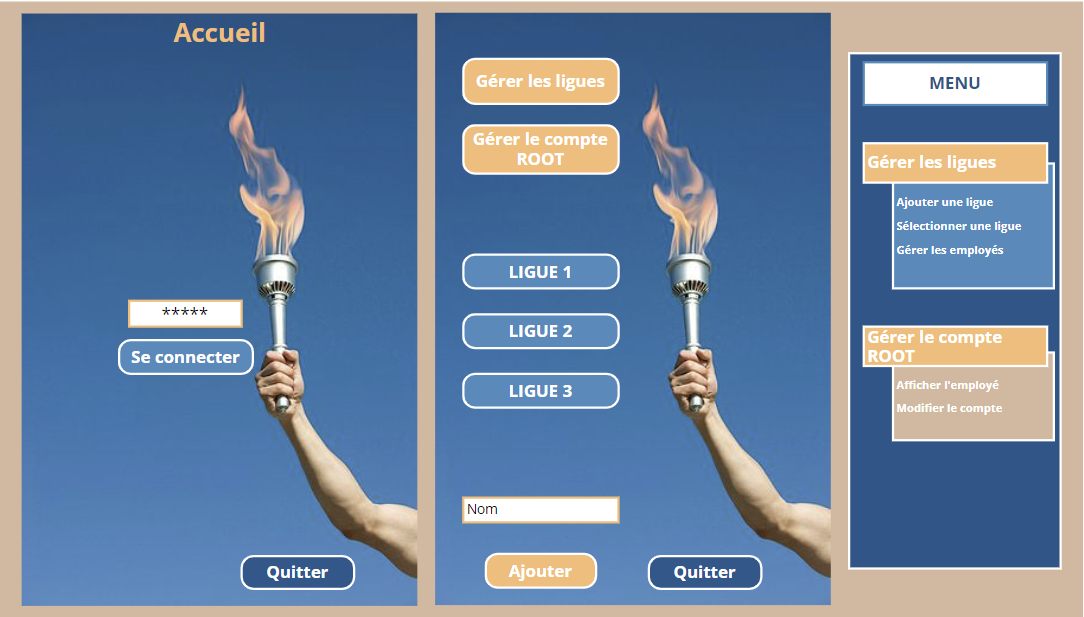 Accueil
*****
Se connecter
Quitter
Gérer les ligues
Gérer le compte
ROOT
LIGUE 1
LIGUE 2
LIGUE 3
Nom
Ajouter
Quitter
MENU
Gérer les ligues
Ajouter une ligue
Sélectionner une ligue
Gérer les employés
Gérer le compte
ROOT
Afficher l'employé
Modifier le compte